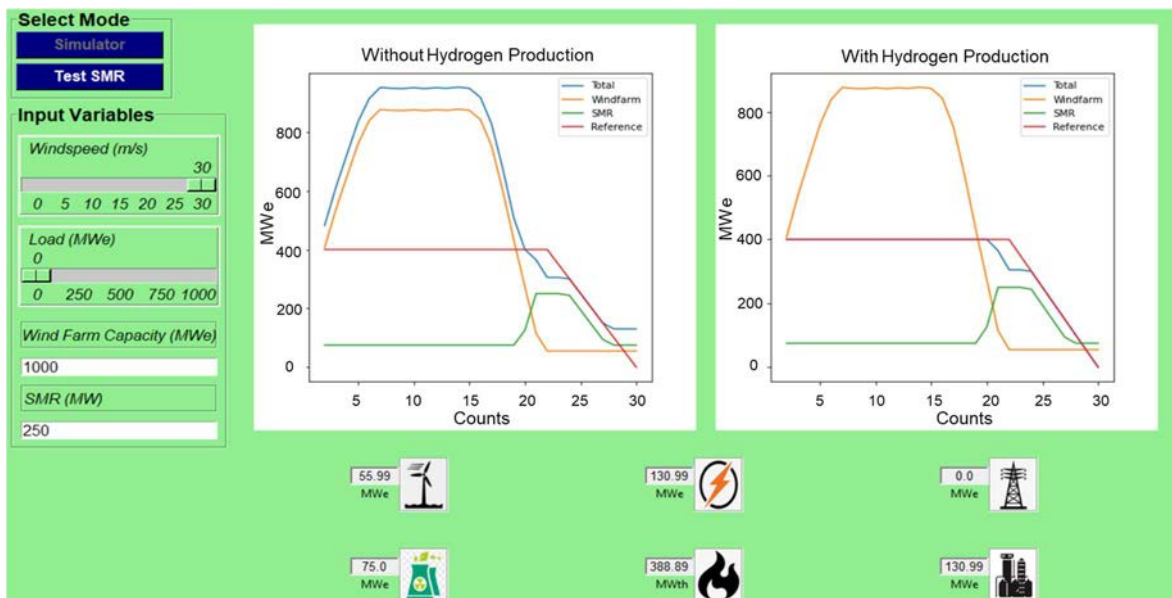 Select Mode
Simulator
Test SMR
Input Variables
Windspeed (m/s)
30
0 5 10 15 20 25 30
Load (MWe)
0
0 250 500 750 1000
Wind Farm Capacity (MWe)
1000
SMR (MW)
250
Without Hydrogen Production
Total
Windfarm
SMR
Reference
MWe
800
600
400
200
0
5 10 15 20 25 30
Counts
With Hydrogen Production
Total
Windfarm
SMR
Reference
MWe
800
600
400
200
0
5 10 15 20 25 30
Counts
55.99
MWe
130.99
MWe
0.0
MWe
75.0
MWe
388.89
MWth
130.99
MWe